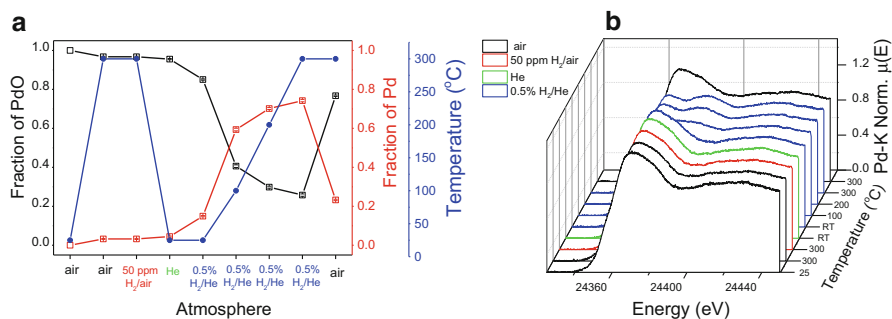 a
b
Fraction of PdO
1.0
0.8
0.6
0.4
0.2
0.0
1.0
0.8
0.6
0.4
0.2
0.0
Fraction of Pd
300
250
200
150
100
50
0
Temperature (°C)
air
air
50 ppm H₂/air
He
0.5% H₂/He
0.5% H₂/He
0.5% H₂/He
0.5% H₂/He
air
Atmosphere
air
50 ppm H₂/air
He
0.5% H₂/He
1.2
0.8
0.4
0.0
Pd-K Norm. μ(E)
300
300
200
100
RT
RT
300
300
25
Temperature (°C)
24360
24400
24440
Energy (eV)